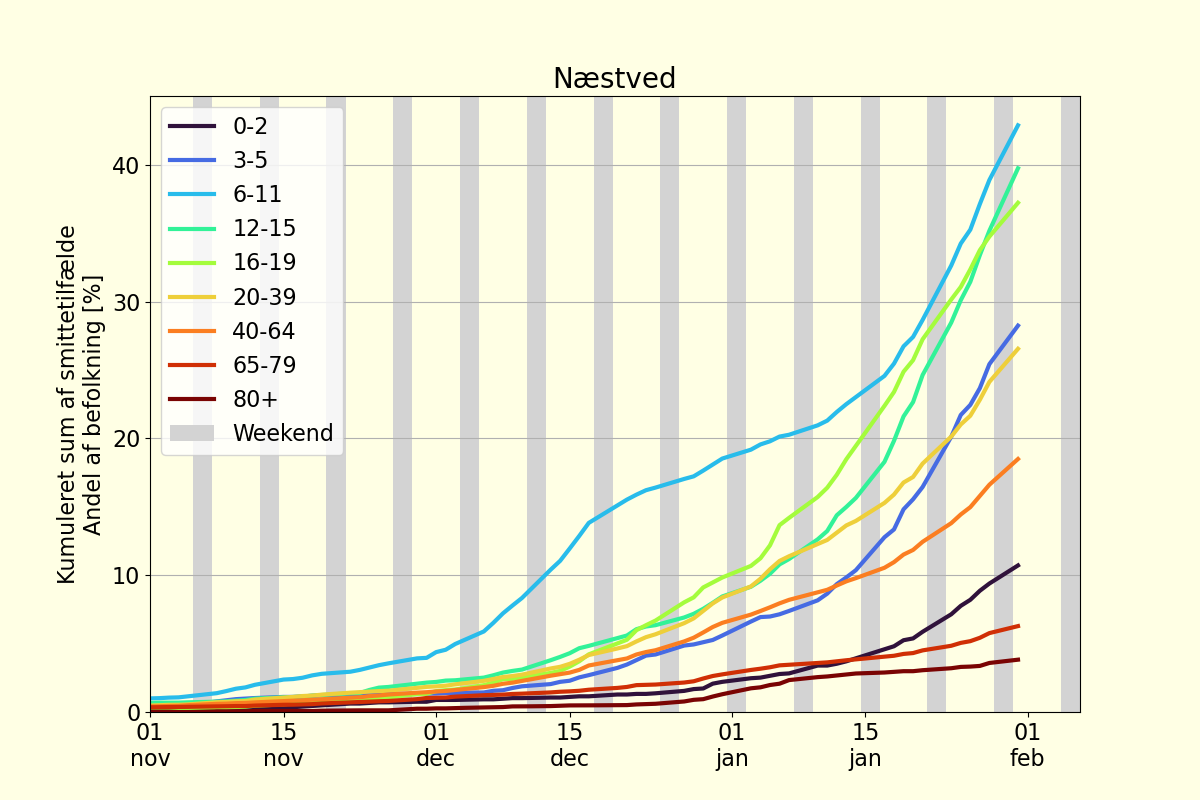 Næstved
Kumuleret sum af smittetilfælde
Andel af befolkning [%]
40
30
20
10
0
0-2
3-5
6-11
12-15
16-19
20-39
40-64
65-79
80+
Weekend
01 15 01 15 01 15 01
nov nov dec dec jan jan feb